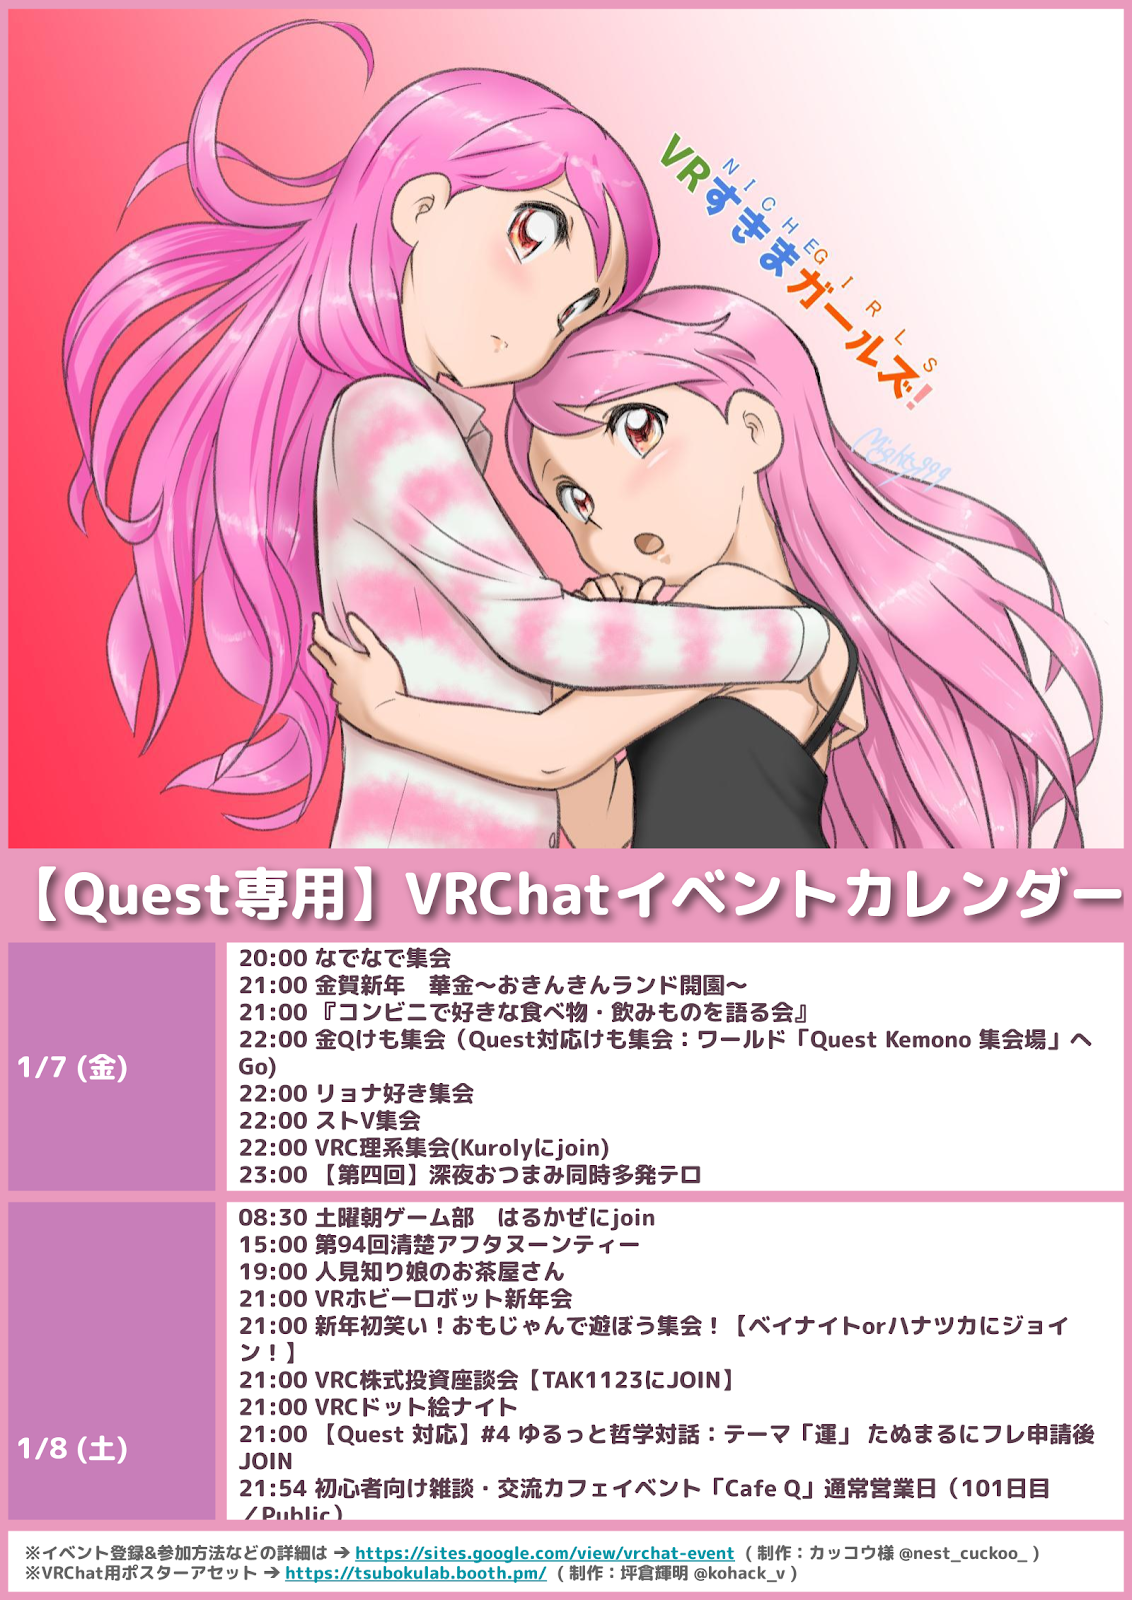 VRすきまガールズ!
NICHEGIRLS
Mighty999
【Quest専用】VRChatイベントカレンダー
1/7 (金)
20:00 なでなで集会
21:00 金賀新年　華金～おきんきんランド開園～
21:00 『コンビニで好きな食べ物・飲みものを語る会』
22:00 金Qけも集会（Quest対応けも集会：ワールド「Quest Kemono 集会場」へ
Go)
22:00 リョナ好き集会
22:00 ストV集会
22:00 VRC理系集会(Kurolyにjoin)
23:00 【第四回】深夜おつまみ同時多発テロ
1/8 (土)
08:30 土曜朝ゲーム部　はるかぜにjoin
15:00 第94回清楚アフタヌーンティー
19:00 人見知り娘のお茶屋さん
21:00 VRホビーロボット新年会
21:00 新年初笑い！おもじゃんで遊ぼう集会！【ベイナイトorハナツカにジョイ
ン！】
21:00 VRC株式投資座談会【TAK1123にJOIN】
21:00 VRCドット絵ナイト
21:00 【Quest 対応】#4 ゆるっと哲学対話：テーマ「運」 たぬまるにフレ申請後
JOIN
21:54 初心者向け雑談・交流カフェイベント「Cafe Q」通常営業日（101日目
／Public）
※イベント登録&参加方法などの詳細は → https://sites.google.com/view/vrchat-event ( 制作：カッコウ様 @nest_cuckoo_ )
※VRChat用ポスターアセット → https://tsubokulab.booth.pm/ ( 制作：坪倉輝明 @kohack_v )